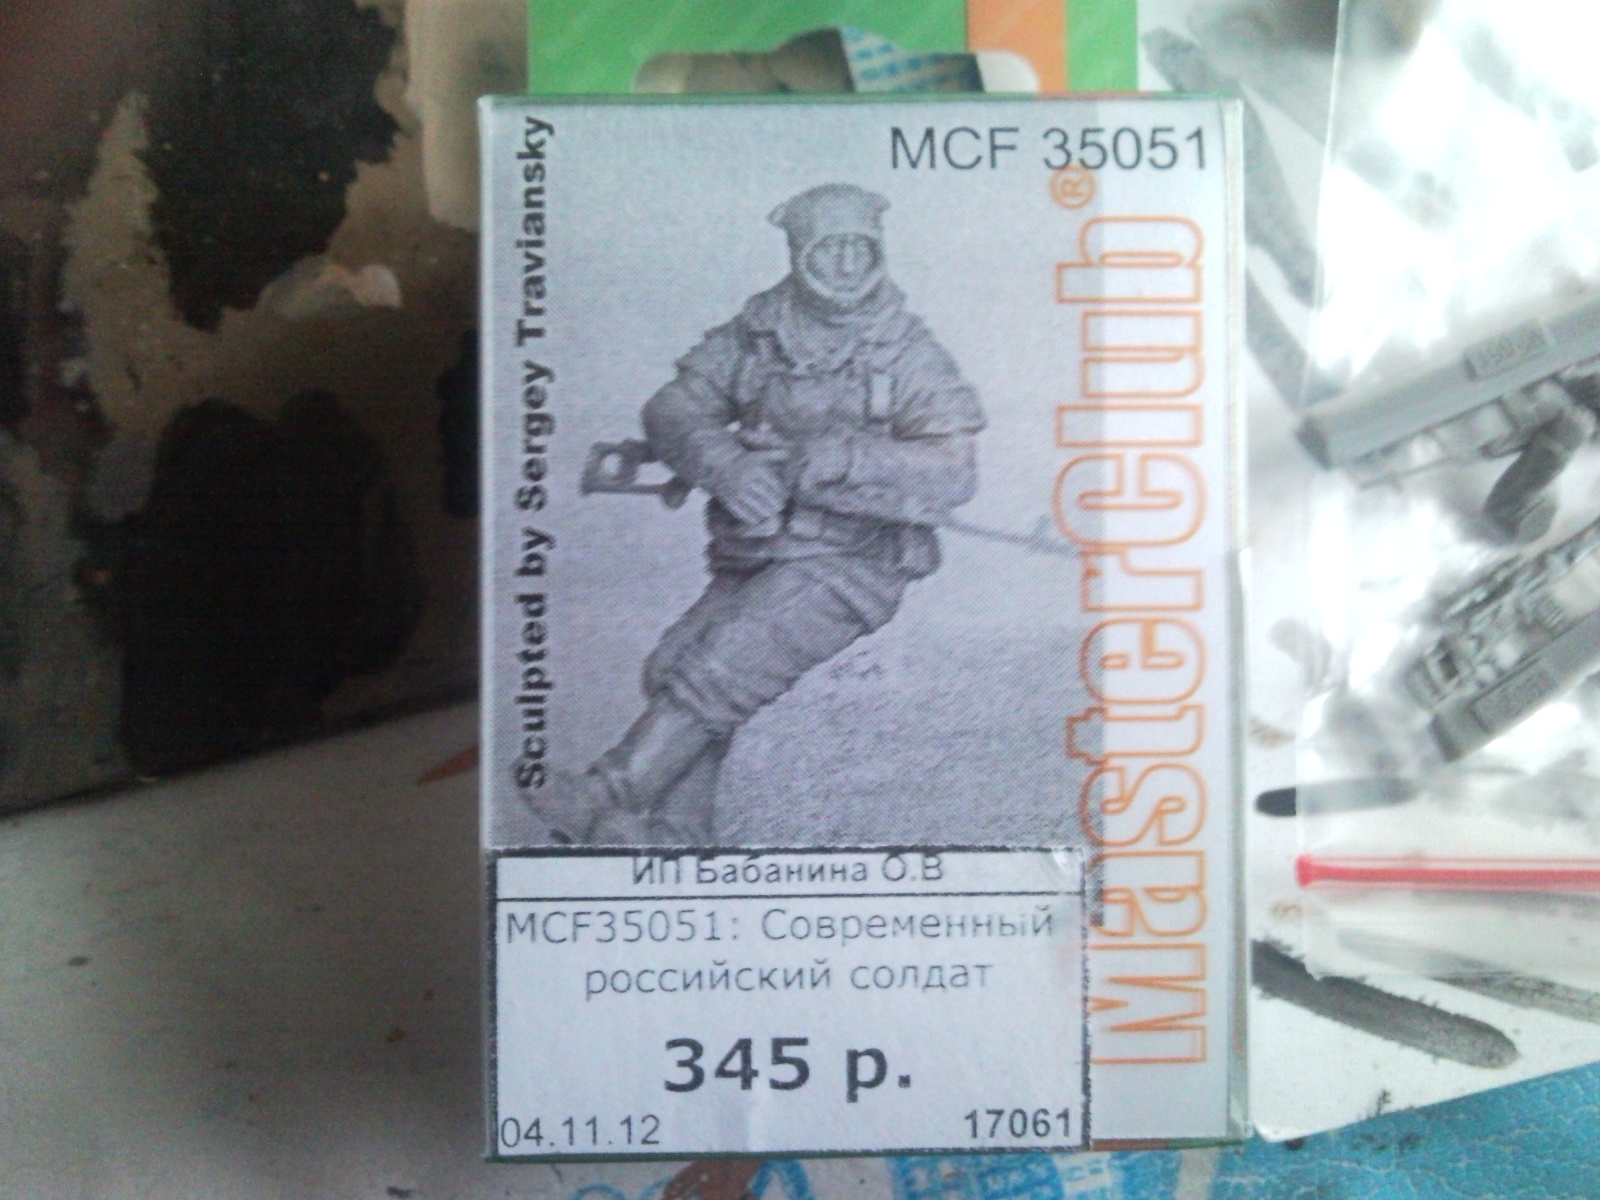 MCF 35051
Sculpted by Sergey Traviansky
MasterClub®
ИП Бабанина О.В
MCF35051: Современный
российский солдат
345 р.
04.11.12 17061